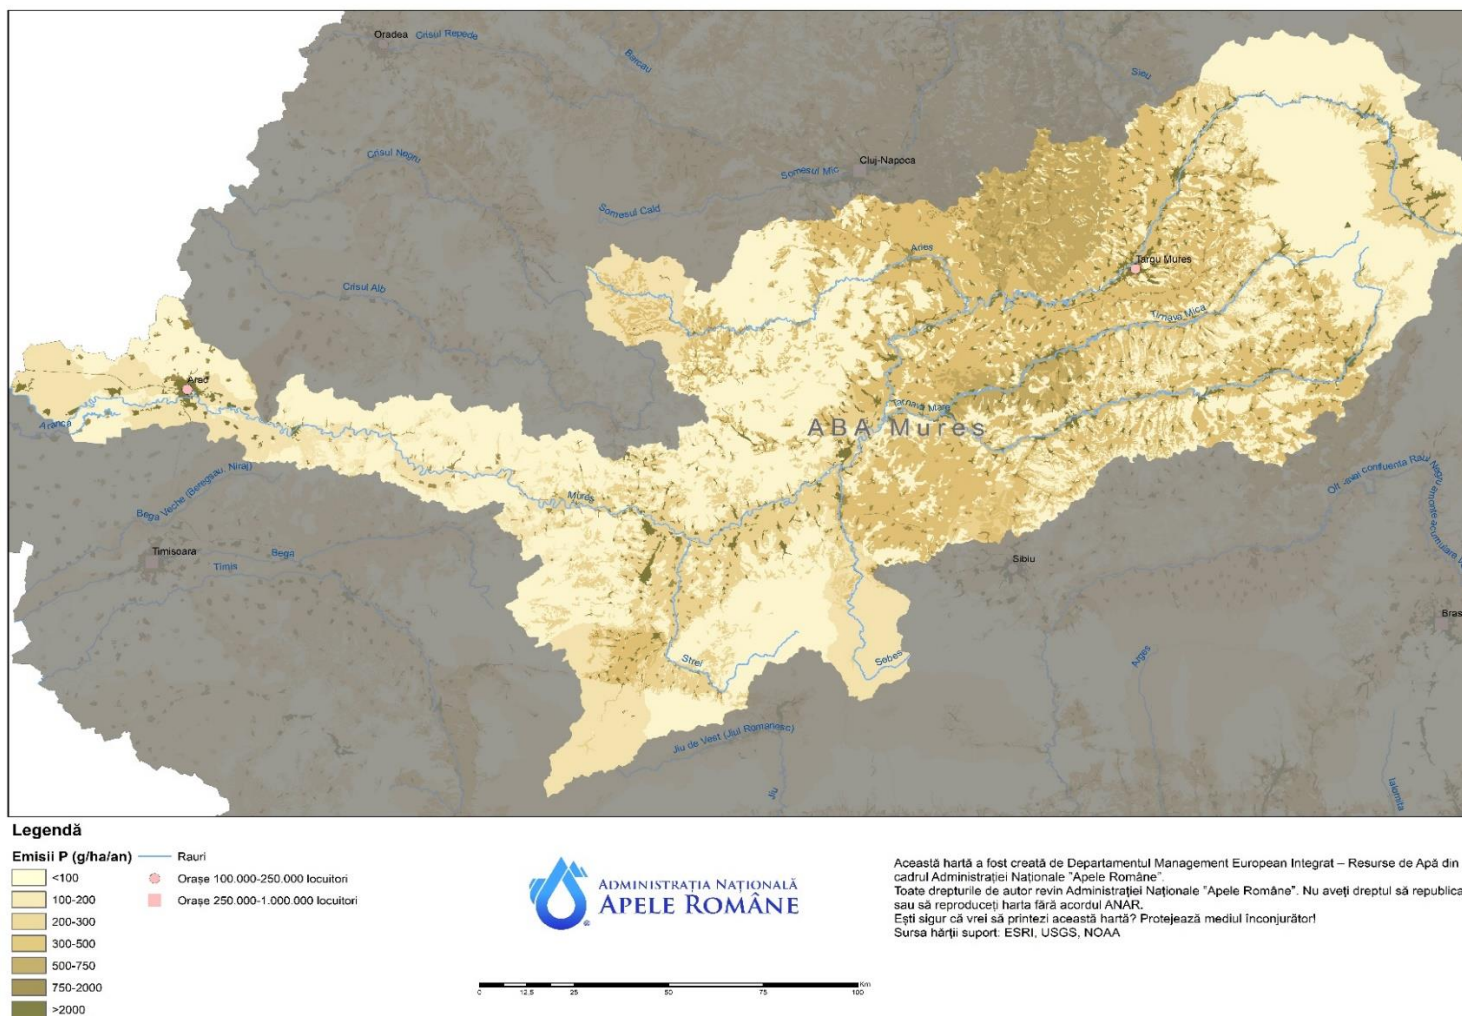 Oradea
Crisul Repede
Barcau
Sieu
Crisul Negru
Cluj-Napoca
Somesul Mic
Somesul Cald
Aries
Targu Mures
Crisul Alb
Tirnava Mica
Arad
Aranca
Tarnava Mare
ABA Mures
Mures
Bega Veche (Beregsau, Niraj)
Timisoara
Bega
Timis
Sibiu
Strei
Sebes
Arges
Jiu de Vest (Jiul Romanesc)
Jiu
Ialomita
Legendă
Emisii P (g/ha/an)
<100
100-200
200-300
300-500
500-750
750-2000
>2000
Rauri
Orașe 100.000-250.000 locuitori
Orașe 250.000-1.000.000 locuitori
ADMINISTRAȚIA NAȚIONALĂ
APELE ROMÂNE
®
0 12,5 25 50 75 100
Km
Această hartă a fost creată de Departamentul Management European Integrat – Resurse de Apă din
cadrul Administrației Naționale "Apele Române".
Toate drepturile de autor revin Administrației Naționale "Apele Române". Nu aveți dreptul să republica
sau să reproduceți harta fără acordul ANAR.
Ești sigur că vrei să printezi această hartă? Protejează mediul înconjurător!
Sursa hărții suport: ESRI, USGS, NOAA